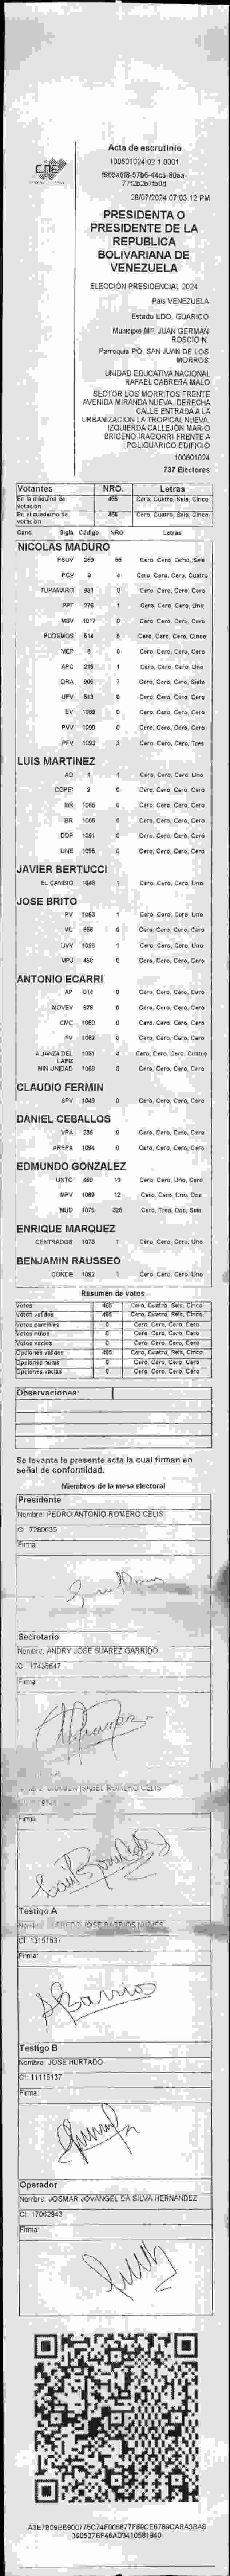 Acta de escrutinio
100601024.02.1.0001
28/07/2024 07:03:12 PM
CNE
PRESIDENTA O
PRESIDENTE DE LA
REPUBLICA
BOLIVARIANA DE
VENEZUELA
ELECCIÓN PRESIDENCIAL 2024
País VENEZUELA
Estado EDO. GUARICO
Municipio MP. JUAN GERMAN
ROSCIO N.
Parroquia PQ. SAN JUAN DE LOS
MORROS
UNIDAD EDUCATIVA NACIONAL
RAFAEL CABRERA MALO
SECTOR LOS MORRITOS FRENTE
AVENIDA MIRANDA NUEVA. DERECHA
CALLE ENTRADA A LA
URBANIZACION LA TROPICAL NUEVA.
IZQUIERDA CALLEJÓN MARIO
BRICENO IRAGORRI FRENTE A
POLIGUARICO EDIFICIO
100601024
737 Electores
Votantes NRO. Letras
En la máquina de votación 465 Cero, Cuatro, Seis, Cinco
En el cuaderno de votación 465 Cero, Cuatro, Seis, Cinco
Cand Sigla Código NRO Letras
NICOLAS MADURO
PSUV 269 86 Cero, Cero, Ocho, Seis
PCV 9 4 Cero, Cero, Cero, Cuatro
TUPAMARO 931 0 Cero, Cero, Cero, Cero
PPT 276 1 Cero, Cero, Cero, Uno
MSV 1017 0 Cero, Cero, Cero, Cero
PODEMOS 514 5 Cero, Cero, Cero, Cinco
MEP 6 0 Cero, Cero, Cero, Cero
APC 219 1 Cero, Cero, Cero, Uno
ORA 906 7 Cero, Cero, Cero, Siete
UPV 513 0 Cero, Cero, Cero, Cero
EV 1089 0 Cero, Cero, Cero, Cero
PVV 1090 0 Cero, Cero, Cero, Cero
PFV 1093 3 Cero, Cero, Cero, Tres
LUIS MARTINEZ
AD 1 1 Cero, Cero, Cero, Uno
COPEI 2 0 Cero, Cero, Cero, Cero
MR 1066 0 Cero, Cero, Cero, Cero
BR 0 Cero, Cero, Cero, Cero
DDP 1091 0 Cero, Cero, Cero, Cero
UNE 1095 0 Cero, Cero, Cero, Cero
JAVIER BERTUCCI
EL CAMBIO 1048 1 Cero, Cero, Cero, Uno
JOSE BRITO
PV 1053 1 Cero, Cero, Cero, Uno
VU 668 0 Cero, Cero, Cero, Cero
UVV 1096 1 Cero, Cero, Cero, Uno
MPJ 458 0 Cero, Cero, Cero, Cero
ANTONIO ECARRI
AP 814 0 Cero, Cero, Cero, Cero
MOVEV 879 0 Cero, Cero, Cero, Cero
CMC 1050 0 Cero, Cero, Cero, Cero
FV 1052 0 Cero, Cero, Cero, Cero
ALIANZA DEL LAPIZ 1051 4 Cero, Cero, Cero, Cuatro
MIN UNIDAD 1069 0 Cero, Cero, Cero, Cero
CLAUDIO FERMIN
SPV 1049 0 Cero, Cero, Cero, Cero
DANIEL CEBALLOS
VPA 236 0 Cero, Cero, Cero, Cero
AREPA 1094 0 Cero, Cero, Cero, Cero
EDMUNDO GONZALEZ
UNTC 480 10 Cero, Cero, Uno, Cero
MPV 1069 12 Cero, Cero, Uno, Dos
MUD 1075 326 Cero, Tres, Dos, Seis
ENRIQUE MARQUEZ
CENTRADOS 1073 1 Cero, Cero, Cero, Uno
BENJAMIN RAUSSEO
CONDE 1092 1 Cero, Cero, Cero, Uno
Resumen de votos
Votos 465 Cero, Cuatro, Seis, Cinco
Votos válidos 465 Cero, Cuatro, Seis, Cinco
Votos parciales 0 Cero, Cero, Cero, Cero
Votos nulos 0 Cero, Cero, Cero, Cero
Votos vacíos 0 Cero, Cero, Cero, Cero
Opciones válidas 465 Cero, Cuatro, Seis, Cinco
Opciones nulas 0 Cero, Cero, Cero, Cero
Opciones vacías 0 Cero, Cero, Cero, Cero
Observaciones:
Se levanta la presente acta la cual firman en
señal de conformidad.
Miembros de la mesa electoral
Presidente
Nombre: PEDRO ANTONIO ROMERO CELIS
CI: 7280635
Firma:
Secretario
Nombre: ANDRY JOSE SUAREZ GARRIDO
CI: 17435647
Firma:
Nombre: CARMEN ISABEL ROMERO CELIS
Firma:
Testigo A
JOSE BARRIOS
CI: 13151537
Firma:
Barrios
Testigo B
Nombre: JOSE HURTADO
CI: 11115137
Firma:
Operador
Nombre: JOSMAR JOVANGEL DA SILVA HERNANDEZ
CI: 17062943
Firma: